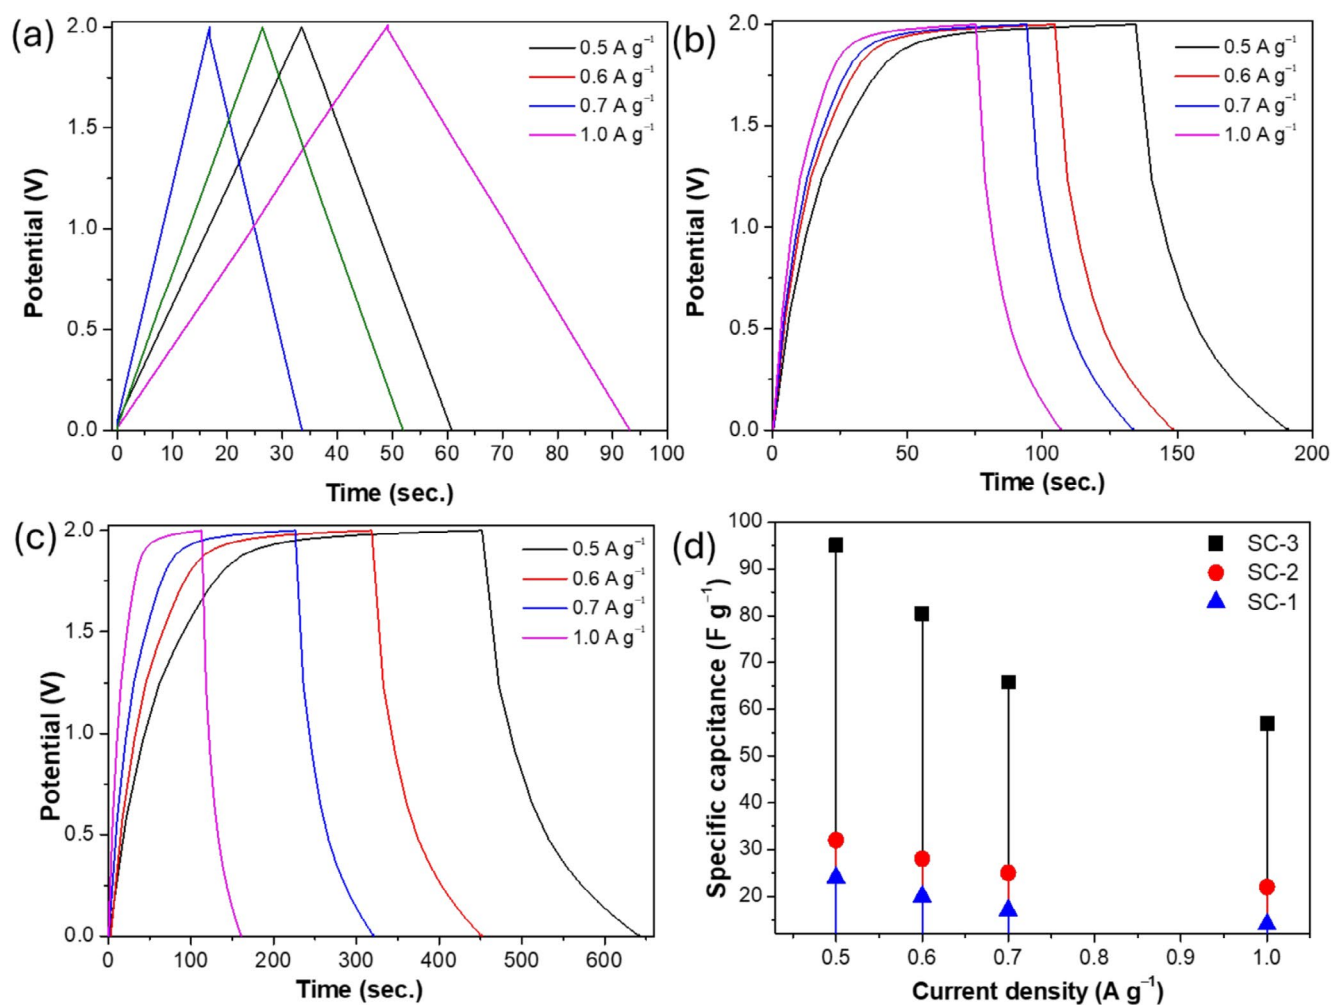 (a)
2.0
1.5
1.0
0.5
0.0
Potential (V)
0.5 A g⁻¹
0.6 A g⁻¹
0.7 A g⁻¹
1.0 A g⁻¹
0 10 20 30 40 50 60 70 80 90 100
Time (sec.)
(b)
2.0
1.5
1.0
0.5
0.0
Potential (V)
0.5 A g⁻¹
0.6 A g⁻¹
0.7 A g⁻¹
1.0 A g⁻¹
0 50 100 150 200
Time (sec.)
(c)
2.0
1.5
1.0
0.5
0.0
Potential (V)
0.5 A g⁻¹
0.6 A g⁻¹
0.7 A g⁻¹
1.0 A g⁻¹
0 100 200 300 400 500 600
Time (sec.)
(d)
100
90
80
70
60
50
40
30
20
Specific capcitance (F g⁻¹)
SC-3
SC-2
SC-1
0.5 0.6 0.7 0.8 0.9 1.0
Current density (A g⁻¹)